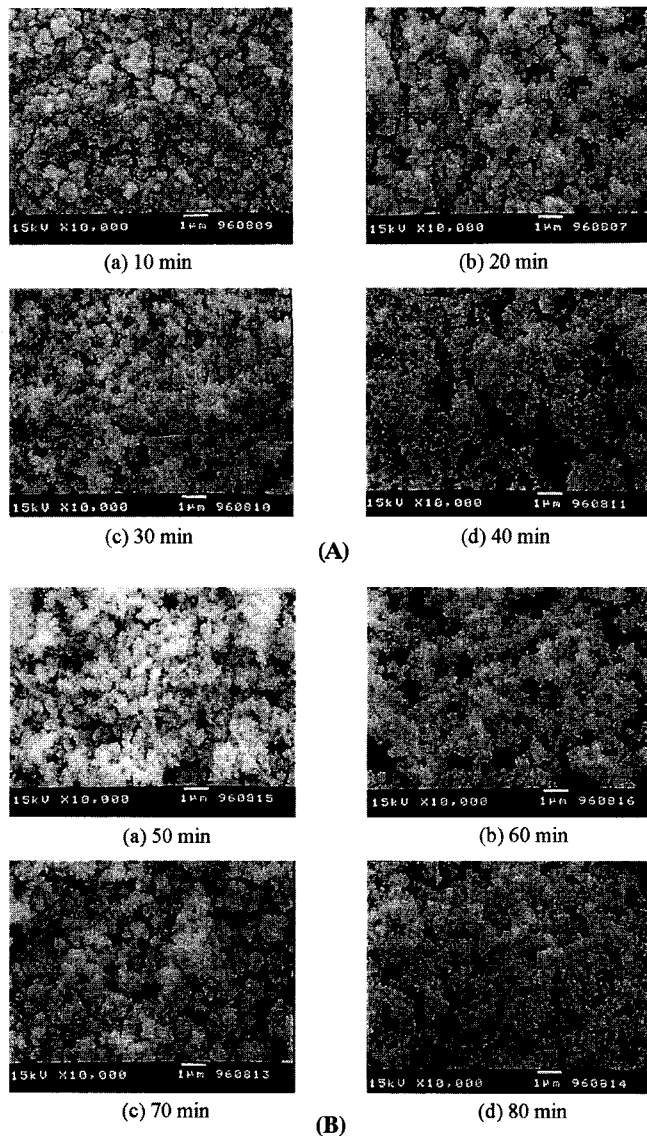 15kV X10,000 1µm 960809
15kV X10,000 1µm 960807
(a) 10 min
(b) 20 min
15kV X10,000 1µm 960810
15kV X10,000 1µm 960811
(c) 30 min
(d) 40 min
(A)
15kV X10,000 1µm 960815
15kV X10,000 1µm 960816
(a) 50 min
(b) 60 min
15kV X10,000 1µm 960813
15kV X10,000 1µm 960814
(c) 70 min
(d) 80 min
(B)